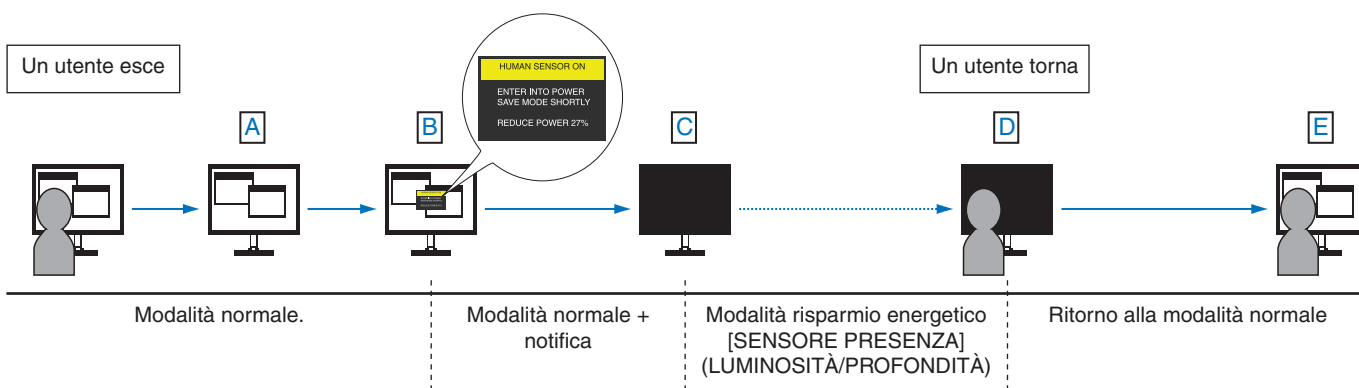 Un utente esce
Un utente torna
HUMAN SENSOR ON
ENTER INTO POWER
SAVE MODE SHORTLY
REDUCE POWER 27%
A
B
C
D
E
Modalità normale.
Modalità normale +
notifica
Modalità risparmio energetico
[SENSORE PRESENZA]
(LUMINOSITÀ/PROFONDITÀ)
Ritorno alla modalità normale